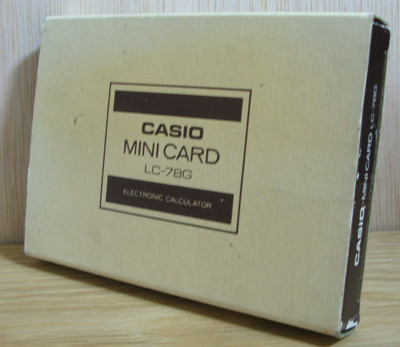 CASIO
MINI CARD
LC-78G
ELECTRONIC CALCULATOR
CASIO-MINI CARD LC-78G